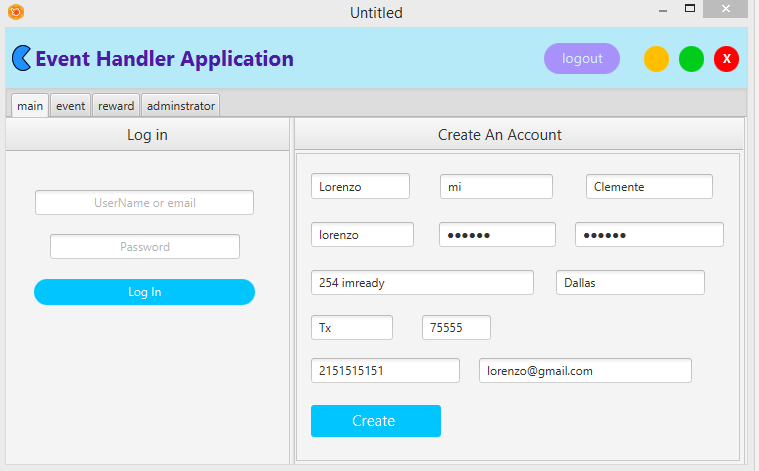 Untitled
Event Handler Application
logout
X
main event reward adminstrator
Log in
Create An Account
Lorenzo mi Clemente
UserName or email
lorenzo ●●●●●● ●●●●●●
Password
254 imready Dallas
Log In
Tx 75555
2151515151 lorenzo@gmail.com
Create